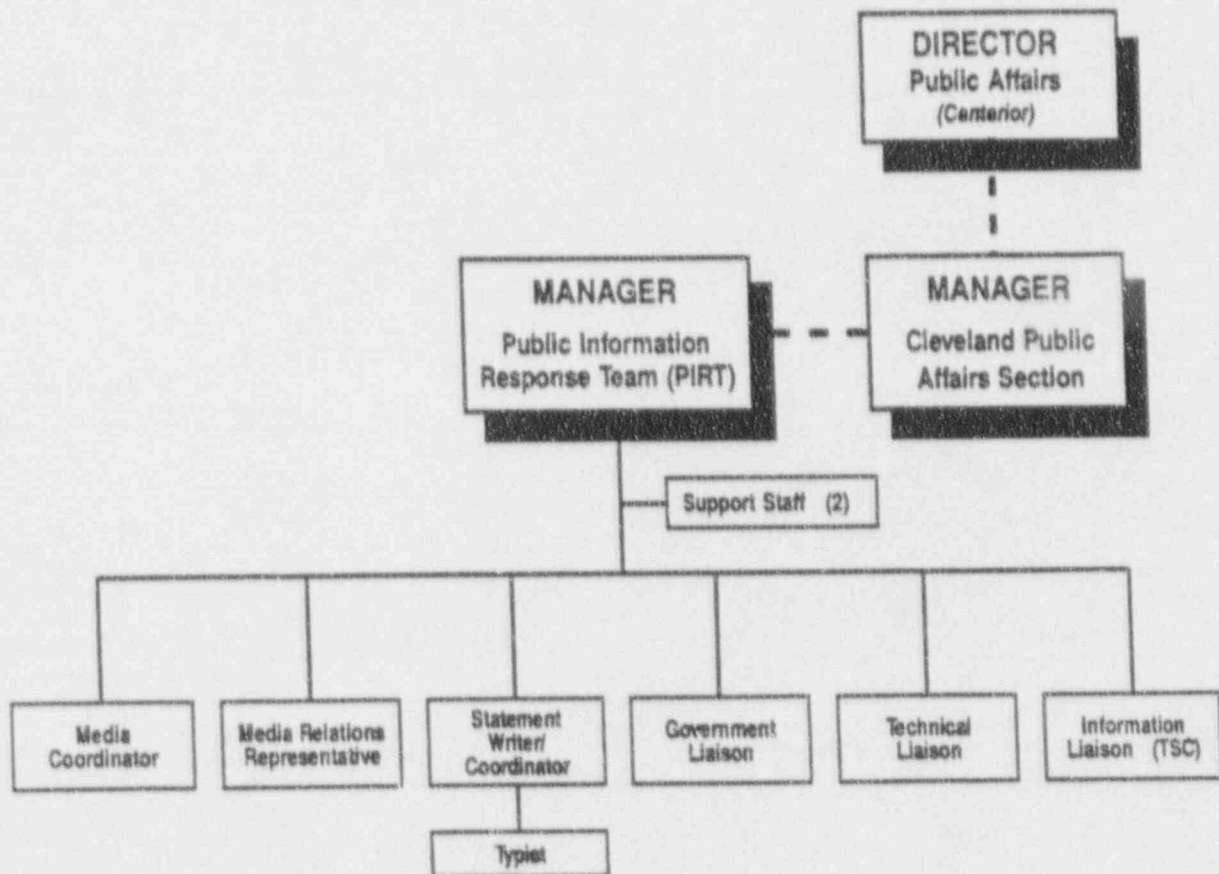 DIRECTOR
Public Affairs
(Centerior)
MANAGER
Public Information
Response Team (PIRT)
MANAGER
Cleveland Public
Affairs Section
Support Staff (2)
Media
Coordinator
Media Relations
Representative
Statement
Writer/
Coordinator
Government
Liaison
Technical
Liaison
Information
Liaison (TSC)
Typist